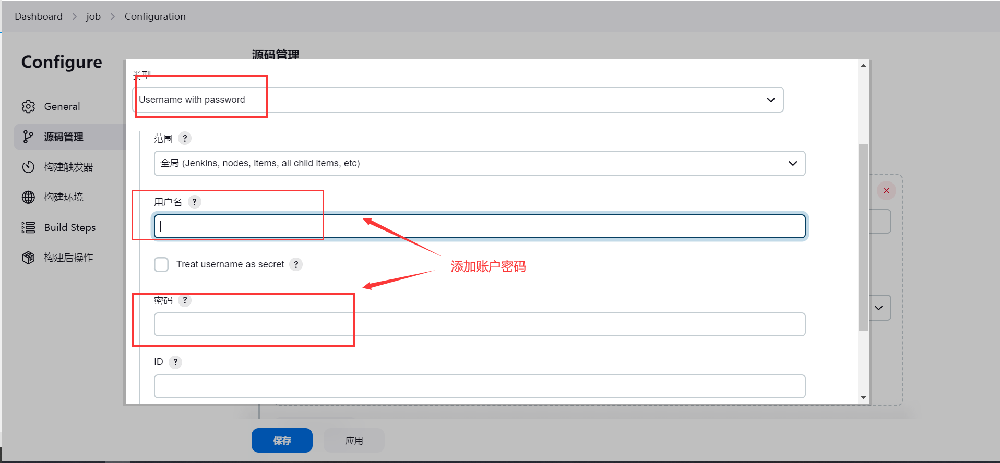 Dashboard > job > Configuration
Configure
General
源码管理
构建触发器
构建环境
Build Steps
构建后操作
源码管理
类型
Username with password
范围 ?
全局 (Jenkins, nodes, items, all child items, etc)
用户名 ?
Treat username as secret ?
添加账户密码
密码 ?
ID ?
保存
应用